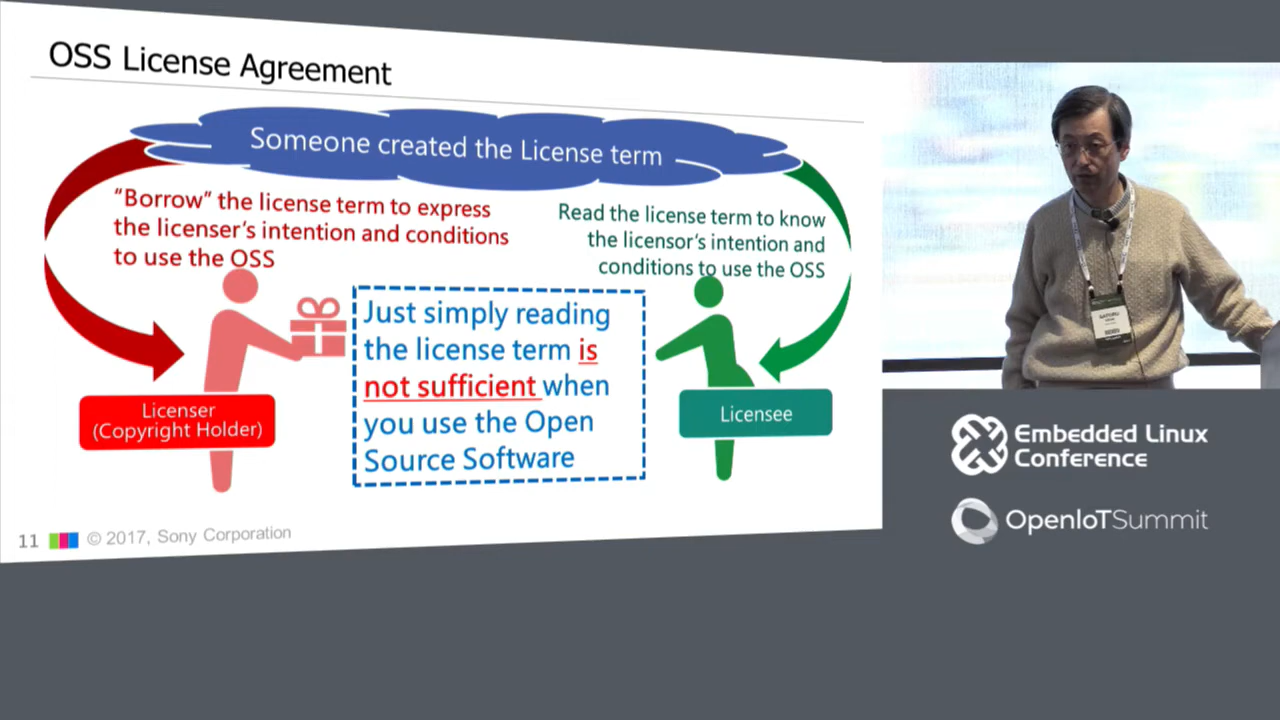 OSS License Agreement
Someone created the License term
“Borrow” the license term to express
the licenser’s intention and conditions
to use the OSS
Read the license term to know
the licensor’s intention and
conditions to use the OSS
Just simply reading
the license term is
not sufficient when
you use the Open
Source Software
Licenser
(Copyright Holder)
Licensee
11
© 2017, Sony Corporation
SATORU
Embedded Linux
Conference
OpenIoTSummit